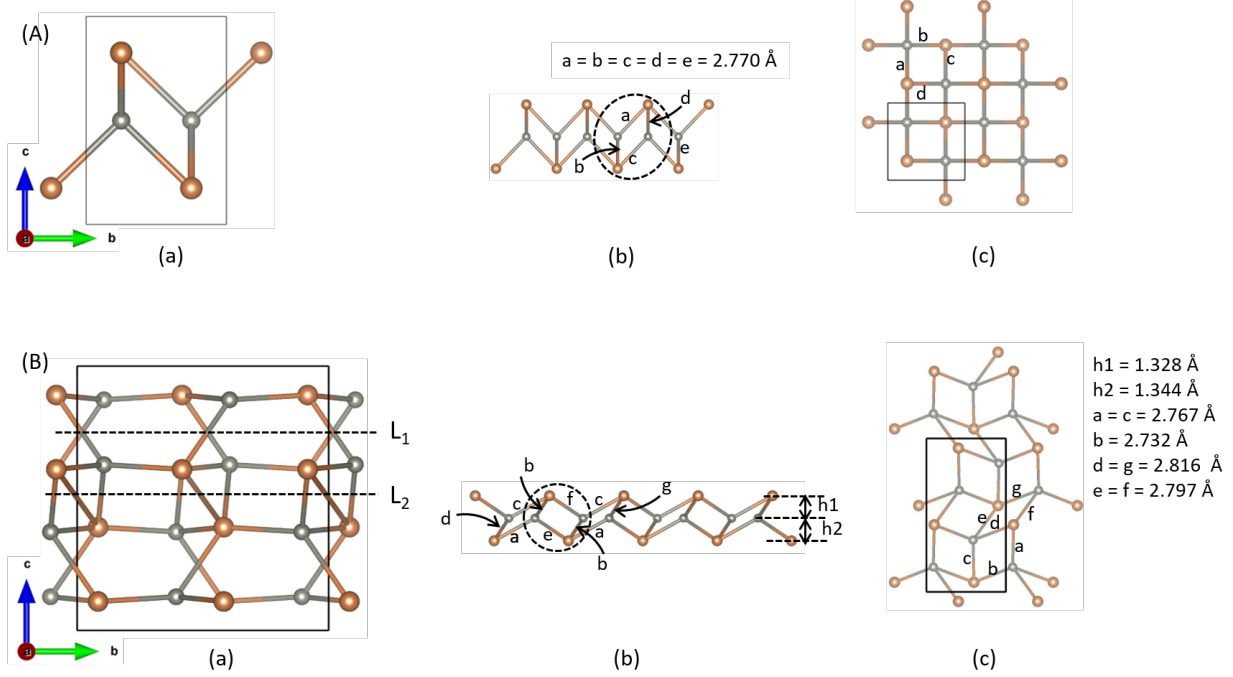 (A)
c
a
b
(a)
a = b = c = d = e = 2.770 Å
a
d
b
c
e
(b)
b
a
c
d
(c)
(B)
L1
L2
c
a
b
(a)
b
g
c
f
c
d
a
e
a
b
h1
h2
(b)
g
e
d
f
c
b
a
(c)
h1 = 1.328 Å
h2 = 1.344 Å
a = c = 2.767 Å
b = 2.732 Å
d = g = 2.816 Å
e = f = 2.797 Å